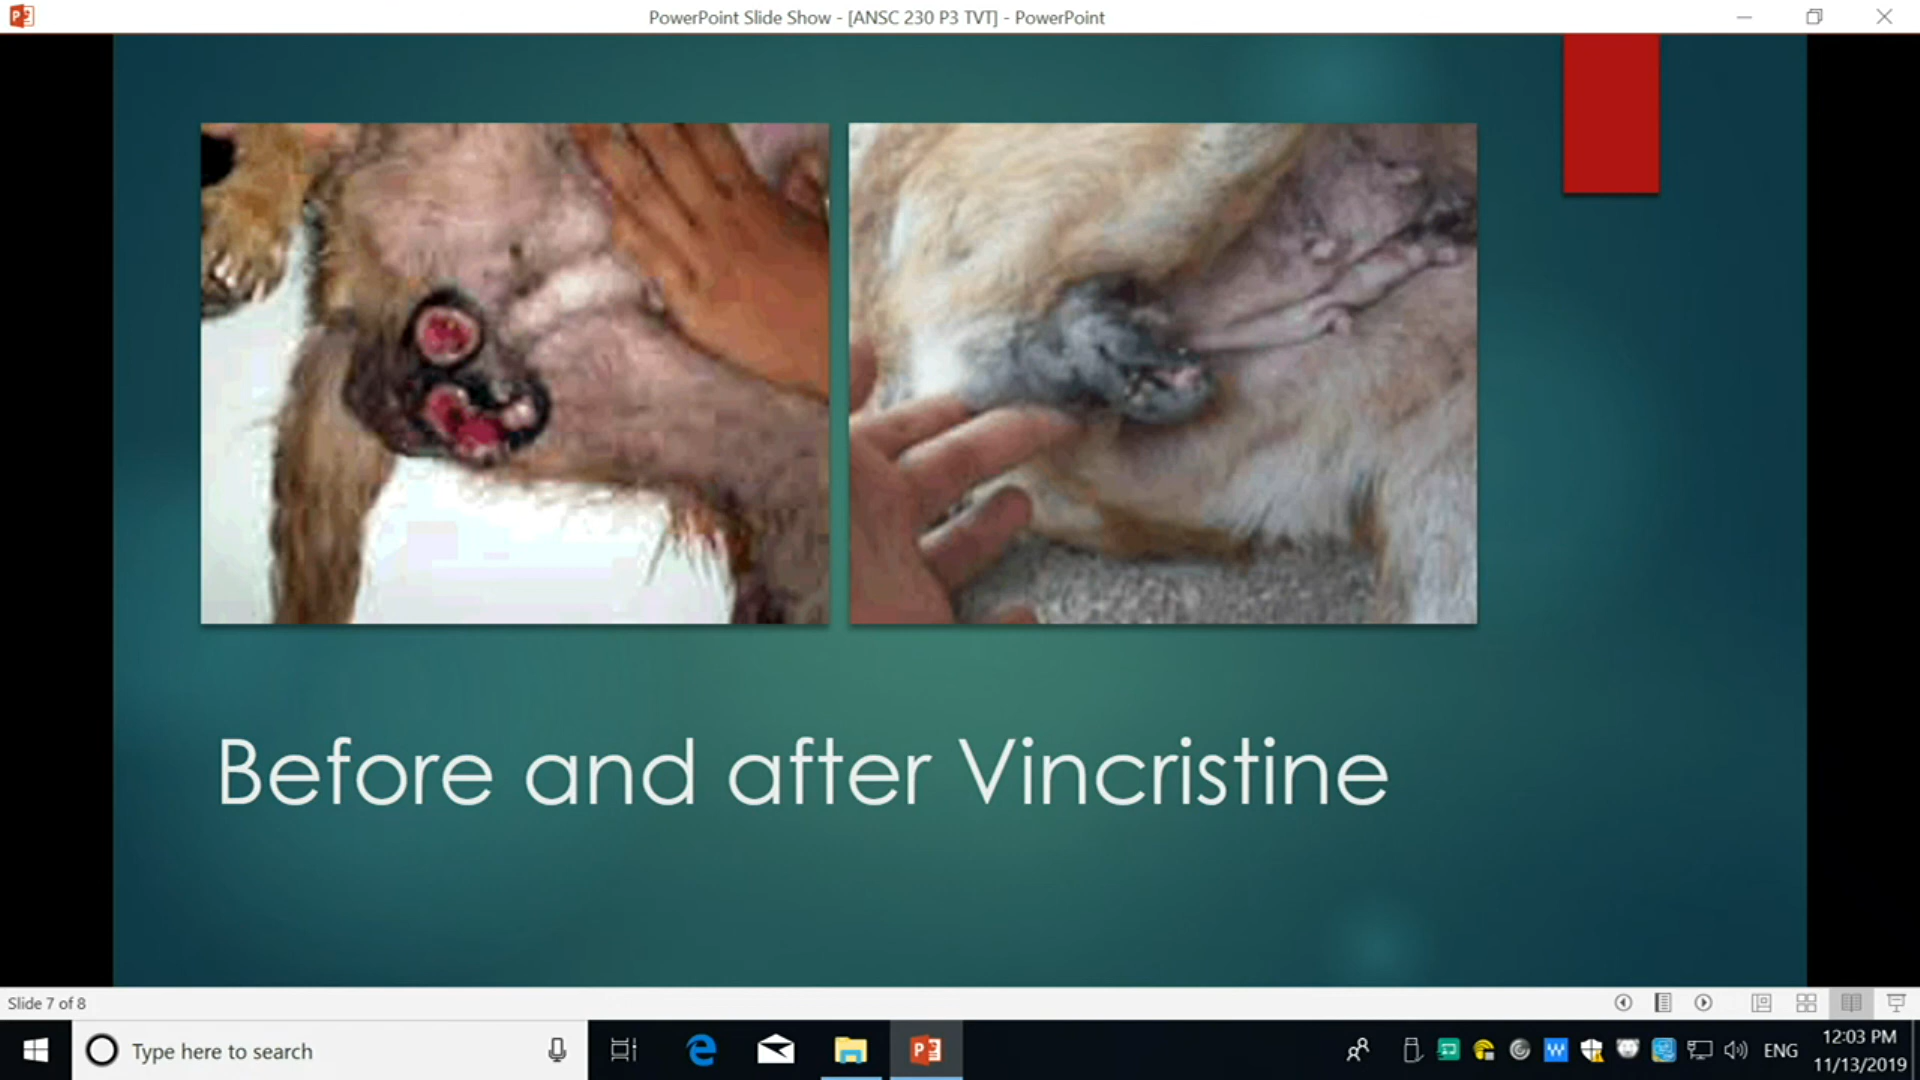 PowerPoint Slide Show - [ANSC 230 P3 TVT] - PowerPoint
Before and after Vincristine
Slide 7 of 8
Type here to search
ENG
12:03 PM
11/13/2019